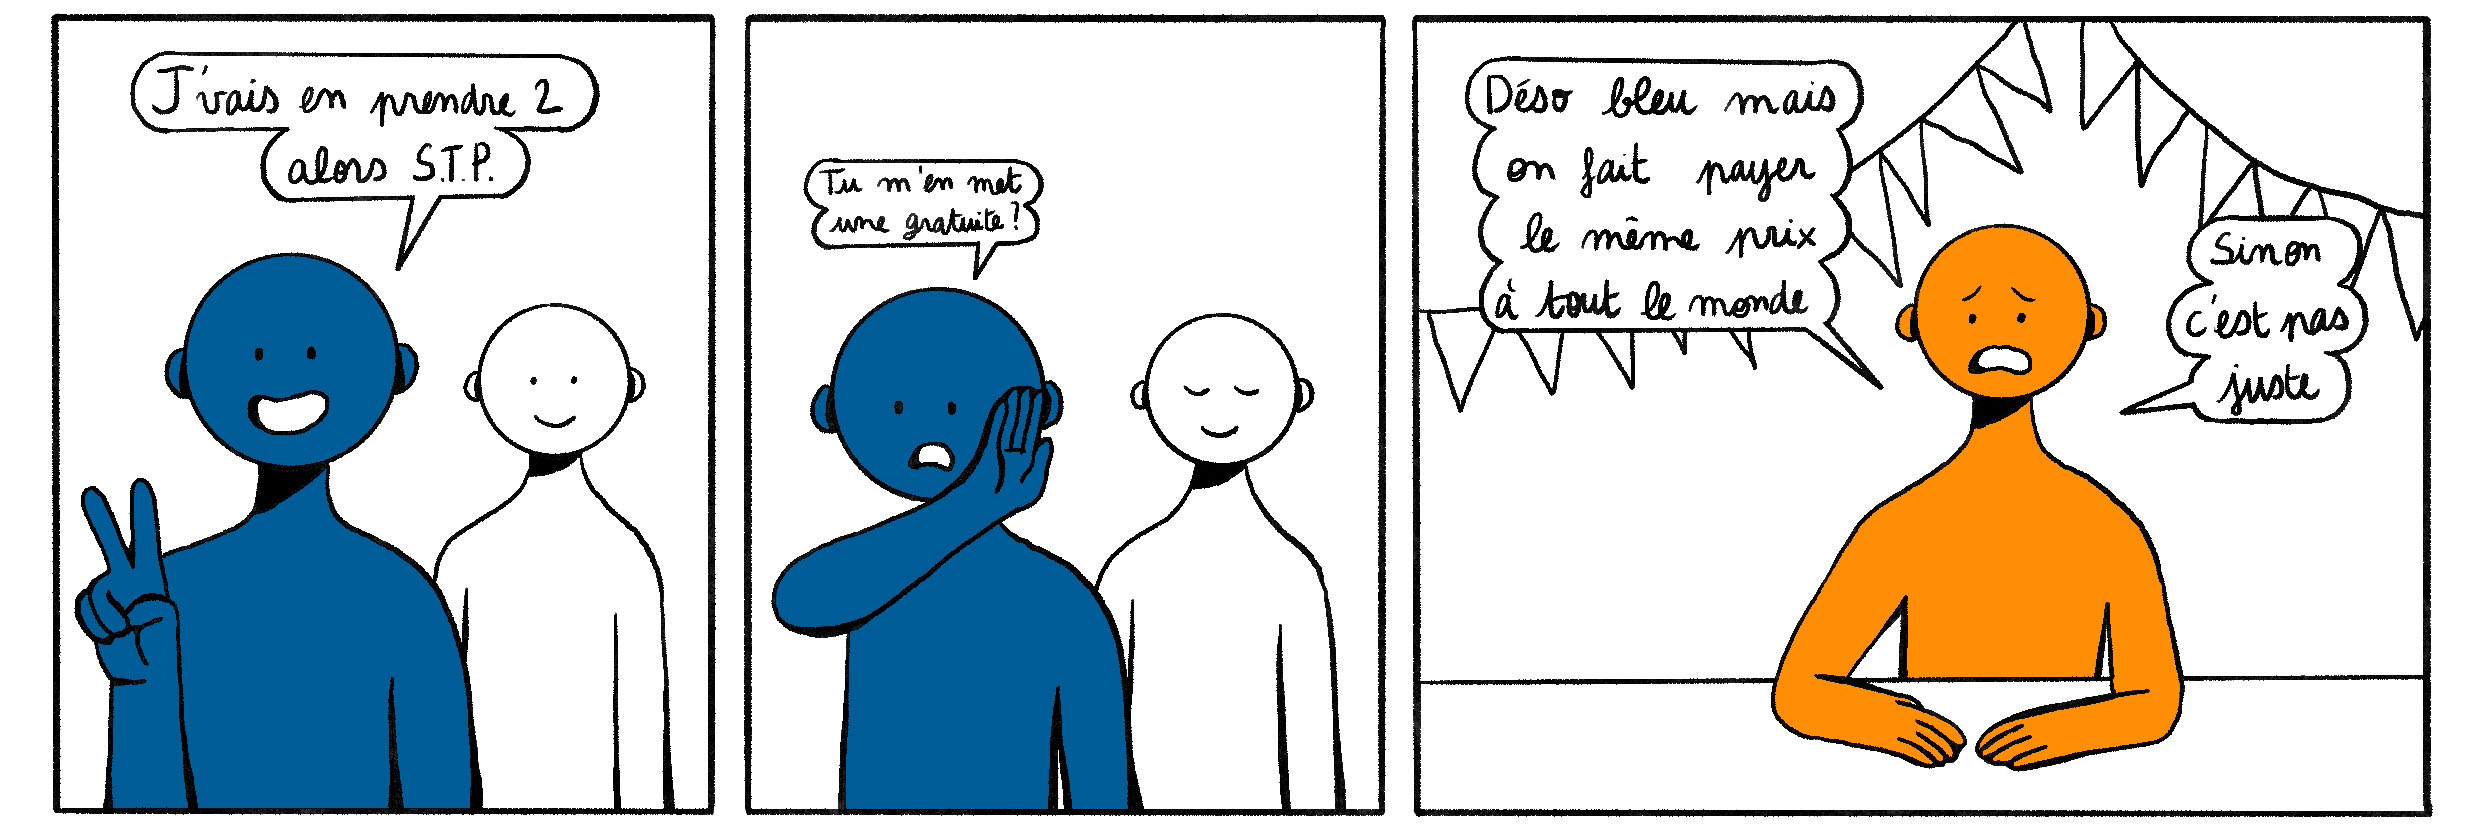 J'vais en prendre 2
alors S.T.P.
Tu m'en met
une gratuite ?
Déso bleu mais
on fait payer
le même prix
à tout le monde
Sinon
c'est pas
juste